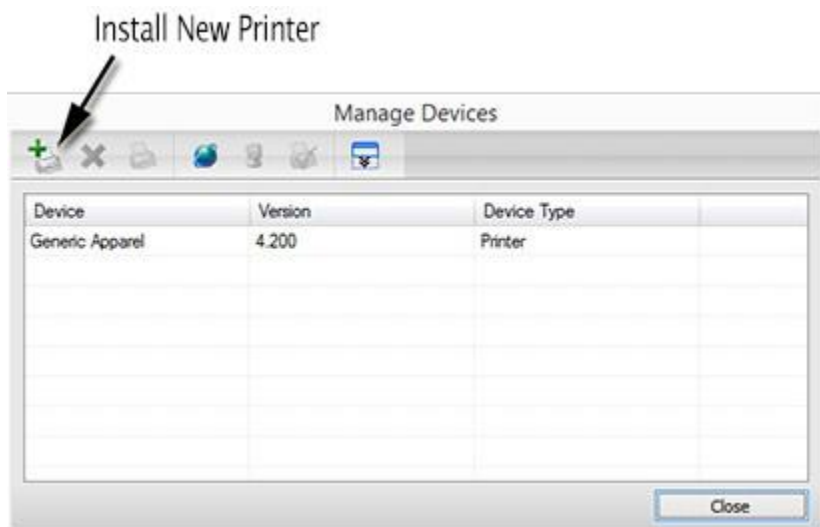 Install New Printer
Manage Devices
Device Version Device Type
Generic Apparel 4.200 Printer
Close